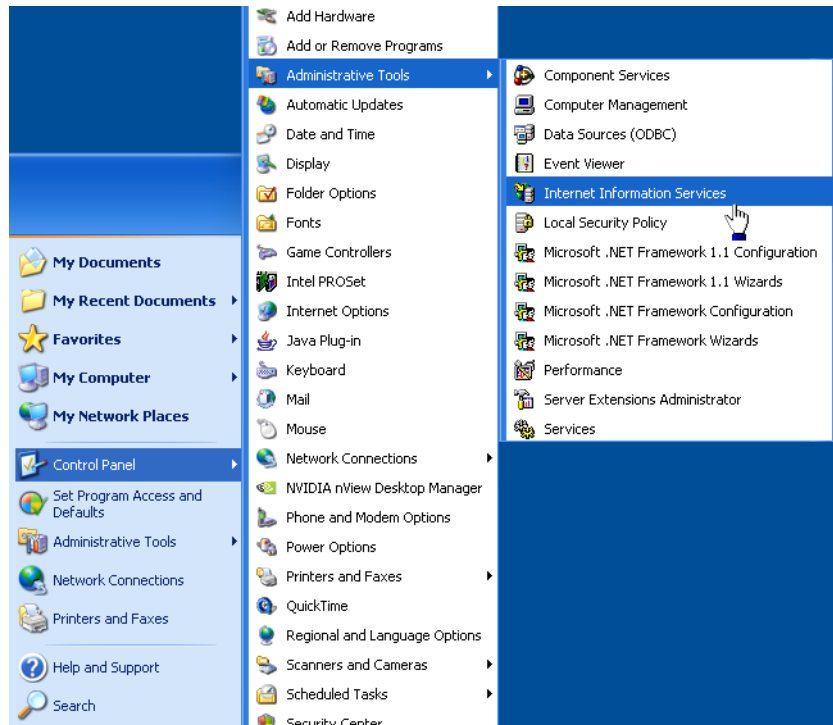 My Documents
My Recent Documents
Favorites
My Computer
My Network Places
Control Panel
Set Program Access and
Defaults
Administrative Tools
Network Connections
Printers and Faxes
Help and Support
Search
Add Hardware
Add or Remove Programs
Administrative Tools
Automatic Updates
Date and Time
Display
Folder Options
Fonts
Game Controllers
Intel PROSet
Internet Options
Java Plug-in
Keyboard
Mail
Mouse
Network Connections
NVIDIA nView Desktop Manager
Phone and Modem Options
Power Options
Printers and Faxes
QuickTime
Regional and Language Options
Scanners and Cameras
Scheduled Tasks
Security Center
Component Services
Computer Management
Data Sources (ODBC)
Event Viewer
Internet Information Services
Local Security Policy
Microsoft .NET Framework 1.1 Configuration
Microsoft .NET Framework 1.1 Wizards
Microsoft .NET Framework Configuration
Microsoft .NET Framework Wizards
Performance
Server Extensions Administrator
Services